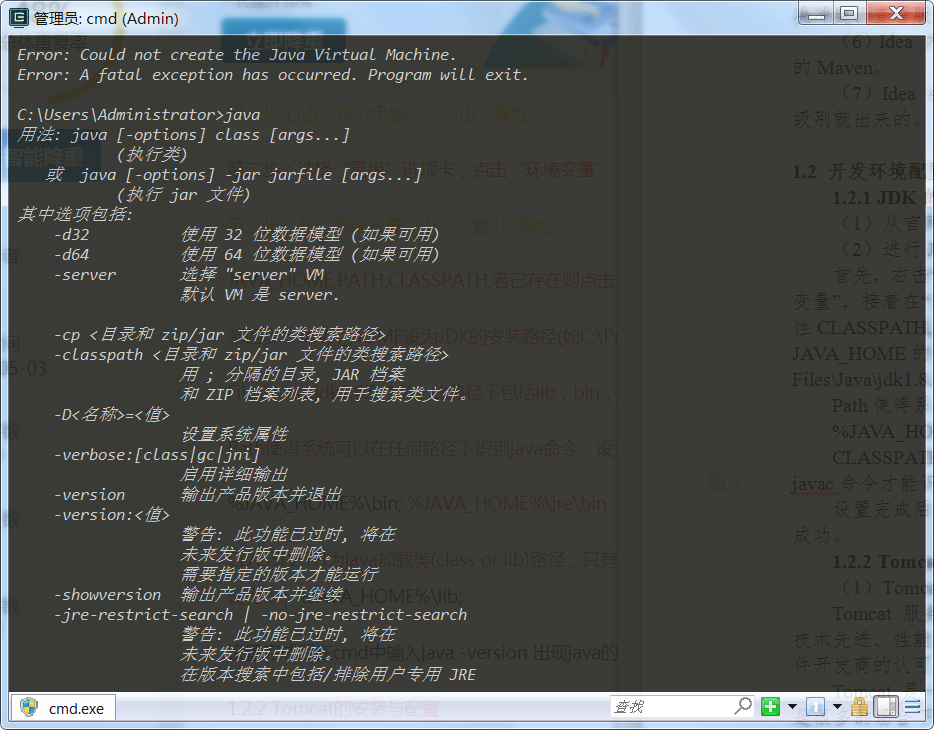 管理员: cmd (Admin)
Error: Could not create the Java Virtual Machine.
Error: A fatal exception has occurred. Program will exit.
C:\Users\Administrator>java
用法: java [-options] class [args...]
(执行类)
或  java [-options] -jar jarfile [args...]
(执行 jar 文件)
其中选项包括:
-d32 使用 32 位数据模型 (如果可用)
-d64 使用 64 位数据模型 (如果可用)
-server 选择 "server" VM
默认 VM 是 server.
-cp <目录和 zip/jar 文件的类搜索路径>
-classpath <目录和 zip/jar 文件的类搜索路径>
用 ; 分隔的目录, JAR 档案
和 ZIP 档案列表, 用于搜索类文件。
-D<名称>=<值>
设置系统属性
-verbose:[class|gc|jni]
启用详细输出
-version 输出产品版本并退出
-version:<值>
警告: 此功能已过时, 将在
未来发行版中删除。
需要指定的版本才能运行
-showversion 输出产品版本并继续
-jre-restrict-search | -no-jre-restrict-search
警告: 此功能已过时, 将在
未来发行版中删除。
在版本搜索中包括/排除用户专用 JRE
cmd.exe
查找
（6）Idea
的 Maven。
（7）Idea
级别就出来的。
1.2 开发环境配
1.2.1 JDK
（1）从官
（2）进行
首先，右击
变量”，接着在“
性 CLASSPATH,
JAVA_HOME 的
Files\Java\jdk1.8
Path 使得系
%JAVA_HO
CLASSPATH
javac 命令才能
设置完成后
成功。
1.2.2 Tomca
（1）Tomc
Tomcat 服
技术先进、性能
件开发商的认可
Tomcat 是